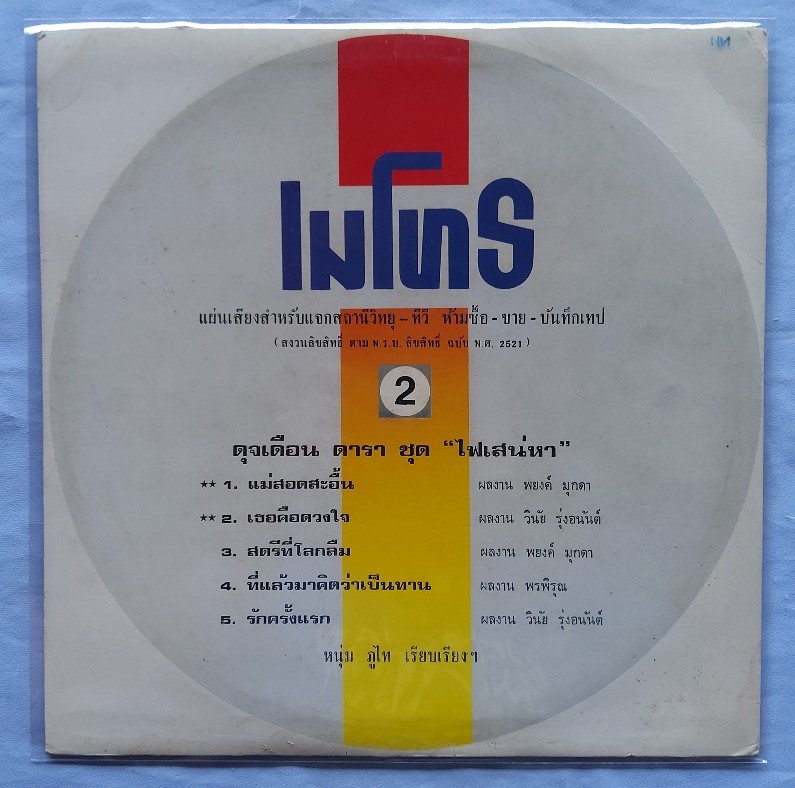 เมโทร
แผ่นเสียงสำหรับแจกสถานีวิทยุ - ทีวี ห้ามซื้อ - ขาย - บันทึกเทป
( สงวนลิขสิทธิ์ ตาม พ.ร.บ. ลิขสิทธิ์ ฉบับ พ.ศ. 2521 )
2
ดุจเดือน ดารา ชุด “ไฟเสน่หา”
★★ 1. แม่สอดสะอื้น ผลงาน พยงค์ มุกดา
★★ 2. เธอคือดวงใจ ผลงาน วินัย รุ่งอนันต์
3. สตรีที่โลกลืม ผลงาน พยงค์ มุกดา
4. ที่แล้วมาคิดว่าเป็นทาน ผลงาน พรพิรุณ
5. รักครั้งแรก ผลงาน วินัย รุ่งอนันต์
หนุ่ม ภูไท เรียบเรียงฯ